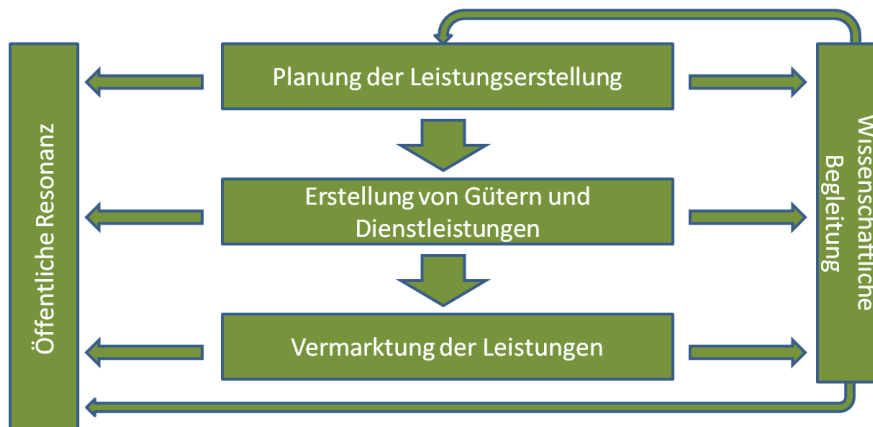 Öffentliche Resonanz
Planung der Leistungserstellung
Erstellung von Gütern und
Dienstleistungen
Vermarktung der Leistungen
Wissenschaftliche
Begleitung